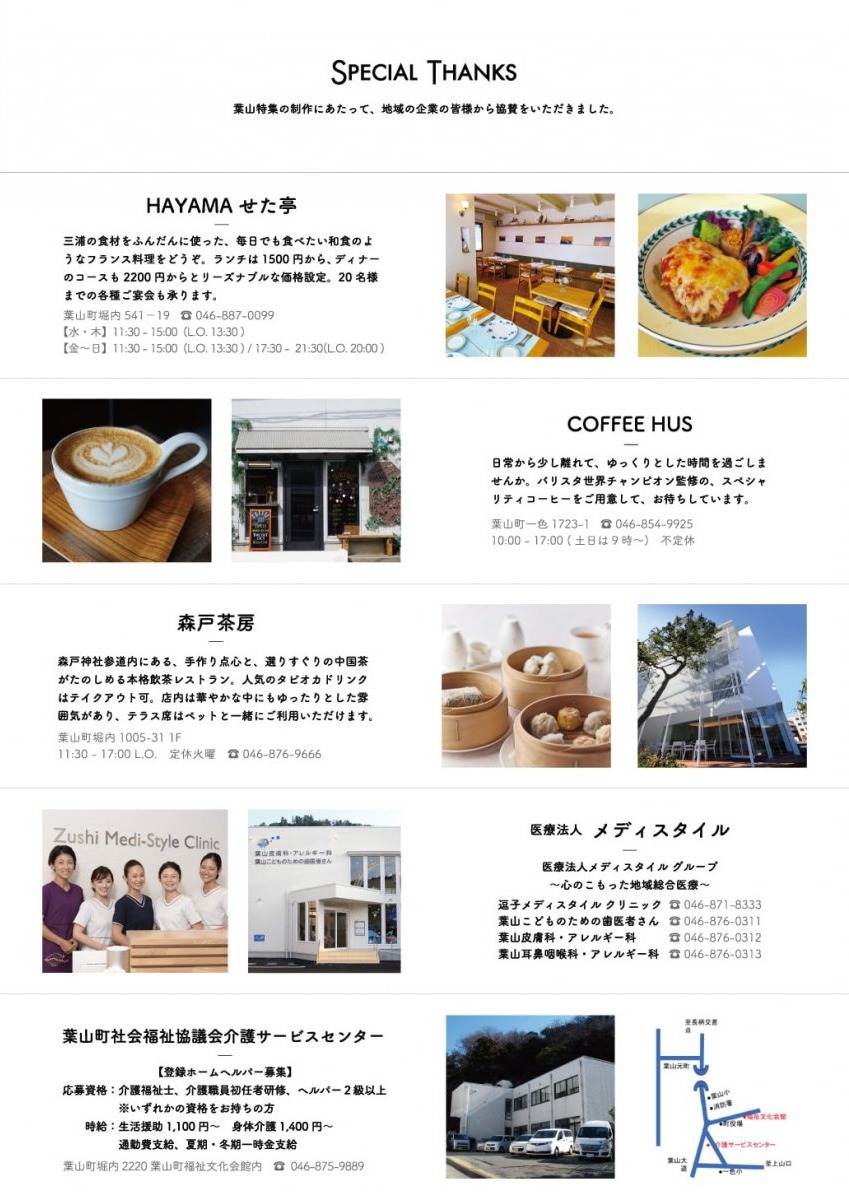 SPECIAL THANKS
葉山特集の制作にあたって、地域の企業の皆様から協賛をいただきました。
HAYAMA せた亭
三浦の食材をふんだんに使った、毎日でも食べたい和食のよ
うなフランス料理をどうぞ。ランチは 1500 円から、ディナー
のコースも 2200 円からとリーズナブルな価格設定。20 名様
までの各種ご宴会も承ります。
葉山町堀内 541－19 ☎ 046-887-0099
【水・木】11:30 - 15:00（L.O. 13:30）
【金～日】11:30 - 15:00（L.O. 13:30）/ 17:30 - 21:30(L.O. 20:00）
COFFEE HUS
日常から少し離れて、ゆっくりとした時間を過ごしま
せんか。バリスタ世界チャンピオン監修の、スペシャ
リティコーヒーをご用意して、お待ちしています。
葉山町一色 1723-1 ☎ 046-854-9925
10:00 - 17:00（土日は 9 時～） 不定休
森戸茶房
森戸神社参道内にある、手作り点心と、選りすぐりの中国茶
がたのしめる本格飲茶レストラン。人気のタピオカドリンク
はテイクアウト可。店内は華やかな中にもゆったりとした雰
囲気があり、テラス席はペットと一緒にご利用いただけます。
葉山町堀内 1005-31 1F
11:30 - 17:00 L.O. 定休火曜 ☎ 046-876-9666
Zushi Medi-Style Clinic
葉山皮膚科・アレルギー科
葉山こどものための歯医者さん
医療法人 メディスタイル
医療法人メディスタイル グループ
～心のこもった地域総合医療～
逗子メディスタイル クリニック ☎ 046-871-8333
葉山こどものための歯医者さん ☎ 046-876-0311
葉山皮膚科・アレルギー科 ☎ 046-876-0312
葉山耳鼻咽喉科・アレルギー科 ☎ 046-876-0313
葉山町社会福祉協議会介護サービスセンター
【登録ホームヘルパー募集】
応募資格：介護福祉士、介護職員初任者研修、ヘルパー 2 級以上
※いずれかの資格をお持ちの方
時給：生活援助 1,100 円～ 身体介護 1,400 円～
通勤費支給、夏期・冬期一時金支給
葉山町堀内 2220 葉山町福祉文化会館内 ☎ 046-875-9889
至長柄交差
点
葉山元町
葉山小
消防署
福祉文化会館
町役場
介護サービスセンター
葉山大
道
至上山口
一色小